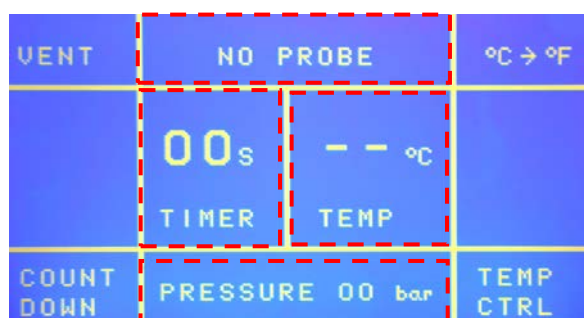 VENT
NO PROBE
°C → °F
00s
-- °C
TIMER
TEMP
COUNT DOWN
PRESSURE 00 bar
TEMP CTRL